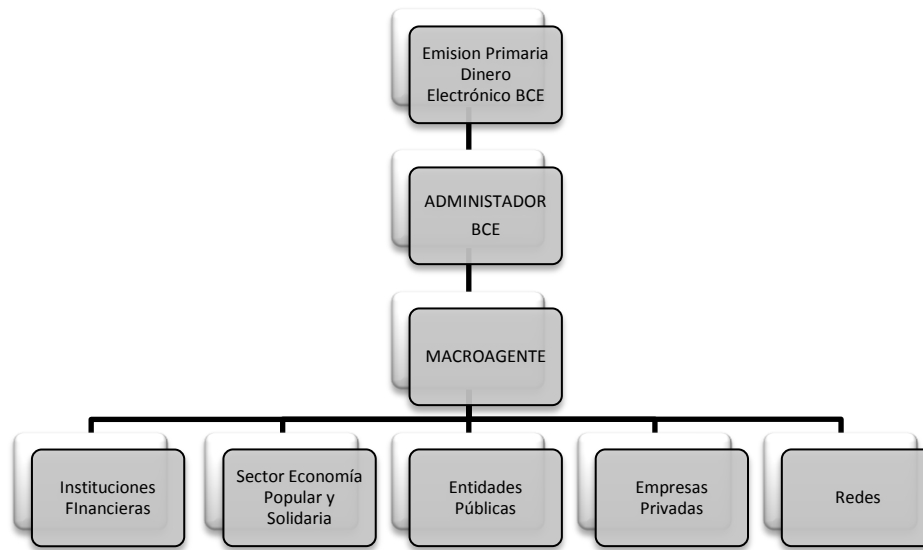 Emision Primaria
Dinero
Electrónico BCE
ADMINISTADOR
BCE
MACROAGENTE
Instituciones
FInancieras
Sector Economía
Popular y
Solidaria
Entidades
Públicas
Empresas
Privadas
Redes